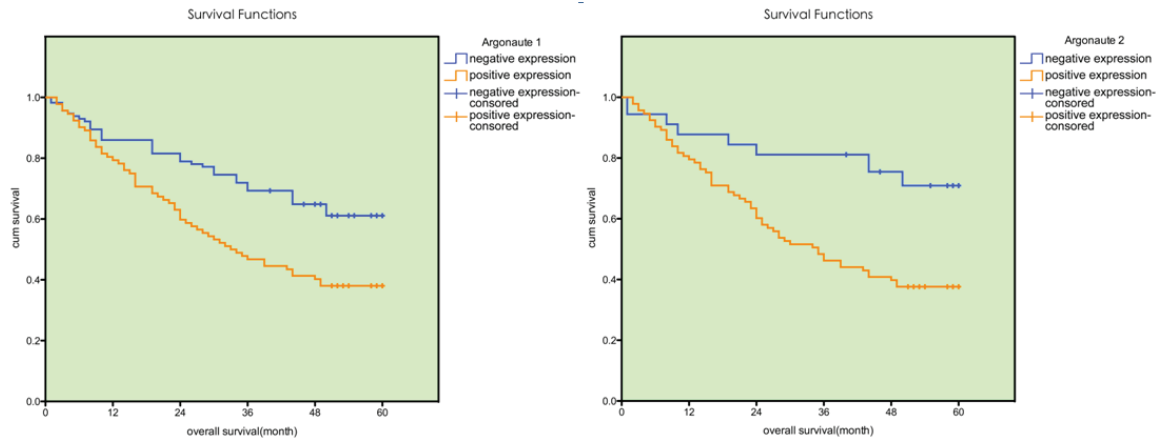 Survival Functions
Argonaute 1
negative expression
positive expression
negative expression-
consored
positive expression-
consored
1.0
0.8
0.6
0.4
0.2
0.0
cum survival
0 12 24 36 48 60
overall survival(month)
Survival Functions
Argonaute 2
negative expression
positive expression
negative expression-
consored
positive expression-
consored
1.0
0.8
0.6
0.4
0.2
0.0
cum survival
0 12 24 36 48 60
overall survival(month)